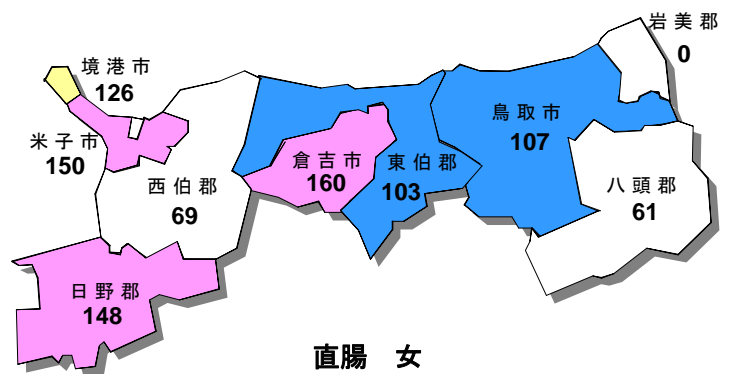 岩美郡
0
境港市
126
鳥取市
107
米子市
150
倉吉市
160
東伯郡
103
西伯郡
69
八頭郡
61
日野郡
148
直腸 女